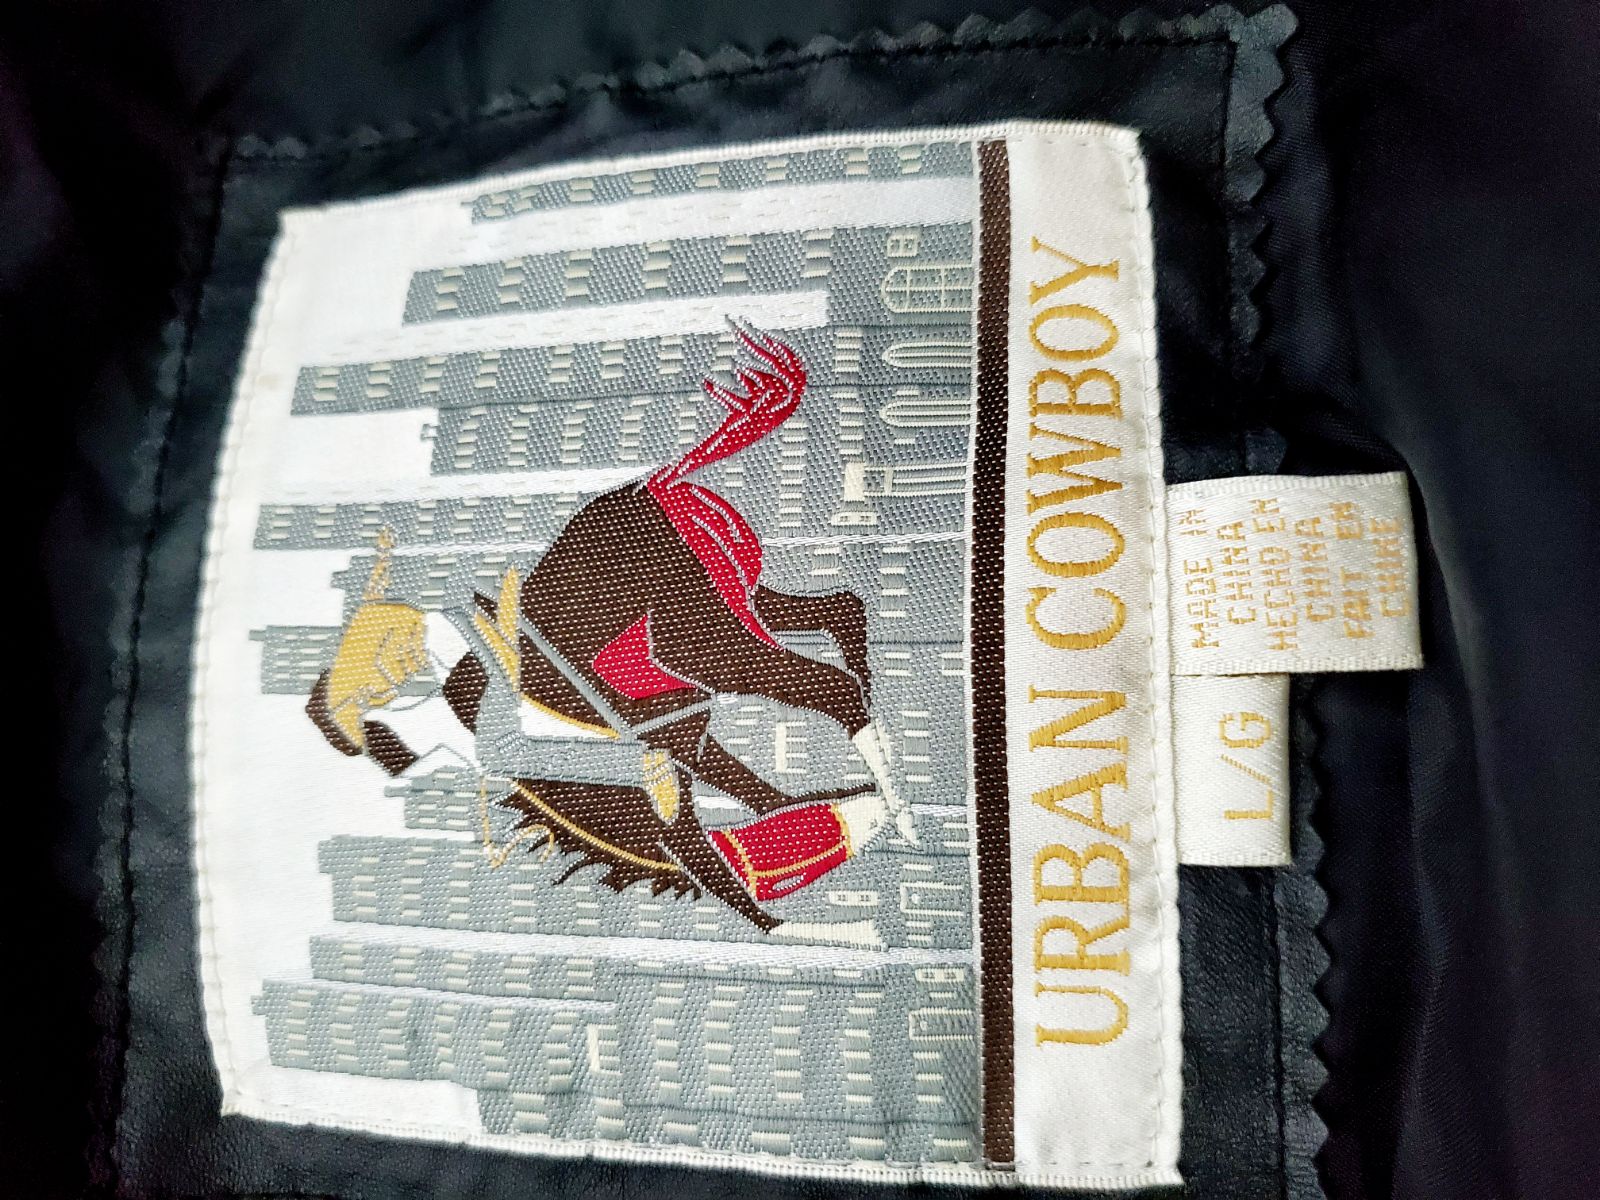 URBAN COWBOY
MADE IN
CHINA
HECHO EN
CHINA
FAIT EN
CHINE
L/G